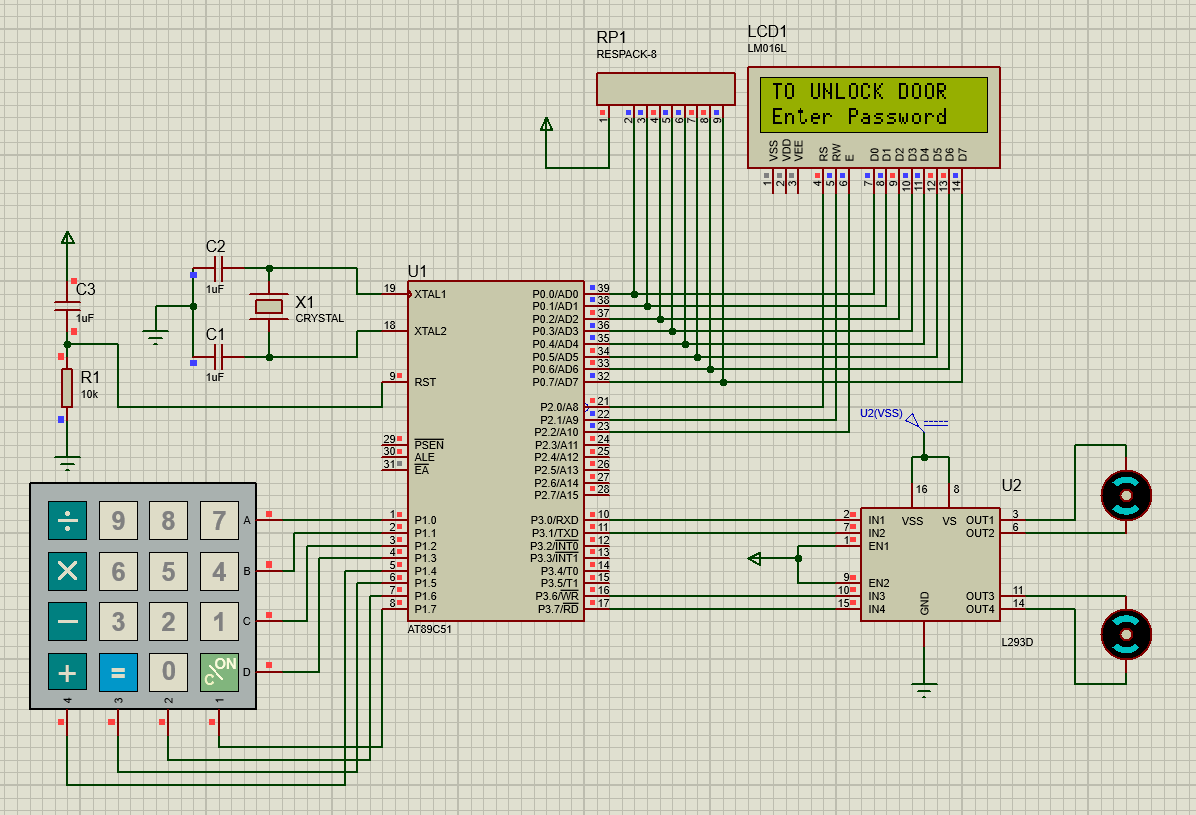 RP1
RESPACK-8
1
2
3
4
5
6
7
8
9
LCD1
LM016L
TO UNLOCK DOOR
Enter Password
VSS
VDD
VEE
RS
RW
E
D0
D1
D2
D3
D4
D5
D6
D7
1
2
3
4
5
6
7
8
9
10
11
12
13
14
C3
1uF
R1
10k
C2
1uF
C1
1uF
X1
CRYSTAL
U1
19 XTAL1
18 XTAL2
9 RST
29 PSEN
30 ALE
31 EA
1 P1.0
2 P1.1
3 P1.2
4 P1.3
5 P1.4
6 P1.5
7 P1.6
8 P1.7
P0.0/AD0 39
P0.1/AD1 38
P0.2/AD2 37
P0.3/AD3 36
P0.4/AD4 35
P0.5/AD5 34
P0.6/AD6 33
P0.7/AD7 32
P2.0/A8 21
P2.1/A9 22
P2.2/A10 23
P2.3/A11 24
P2.4/A12 25
P2.5/A13 26
P2.6/A14 27
P2.7/A15 28
P3.0/RXD 10
P3.1/TXD 11
P3.2/INT0 12
P3.3/INT1 13
P3.4/T0 14
P3.5/T1 15
P3.6/WR 16
P3.7/RD 17
AT89C51
÷ 9 8 7 A
× 6 5 4 B
− 3 2 1 C
+ = 0 ON C D
4 3 2 1
U2(VSS)
U2
16 8
VSS VS
2 IN1
7 IN2
1 EN1
9 EN2
10 IN3
15 IN4
GND
OUT1 3
OUT2 6
OUT3 11
OUT4 14
L293D